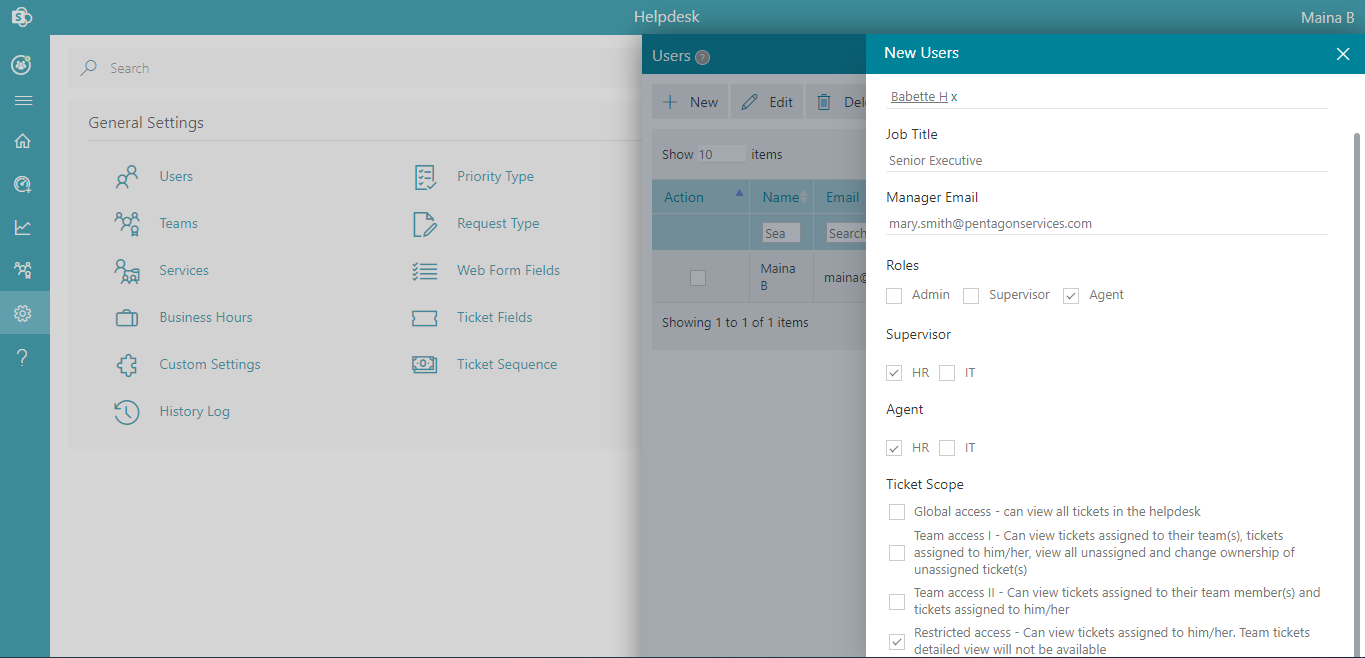 Helpdesk
Maina B
Search
General Settings
Users
Priority Type
Teams
Request Type
Services
Web Form Fields
Business Hours
Ticket Fields
Custom Settings
Ticket Sequence
History Log
Users ?
New
Edit
Del
Show 10 items
Action
Name
Email
Sea
Search
Maina
B
maina@
Showing 1 to 1 of 1 items
New Users
Babette H x
Job Title
Senior Executive
Manager Email
mary.smith@pentagonservices.com
Roles
Admin Supervisor Agent
Supervisor
HR IT
Agent
HR IT
Ticket Scope
Global access - can view all tickets in the helpdesk
Team access I - Can view tickets assigned to their team(s), tickets
assigned to him/her, view all unassigned and change ownership of
unassigned ticket(s)
Team access II - Can view tickets assigned to their team member(s) and
tickets assigned to him/her
Restricted access - Can view tickets assigned to him/her. Team tickets
detailed view will not be available